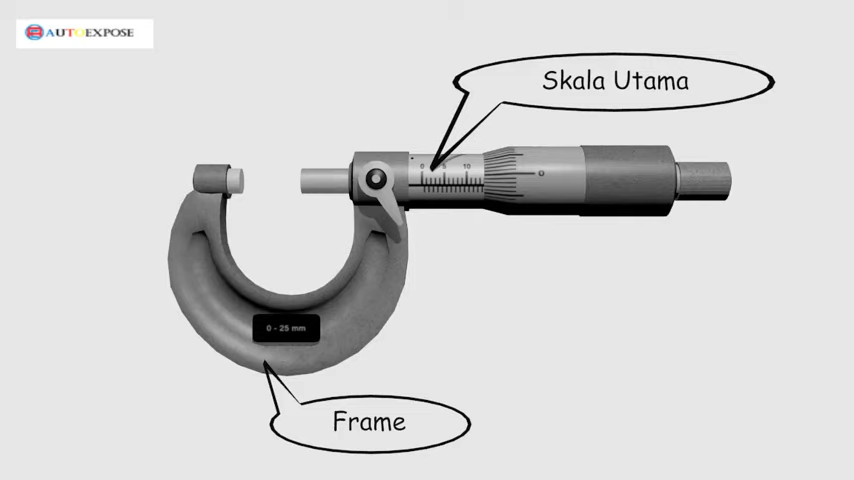 AUTOEXPOSE
Skala Utama
0 5 10
0
0 - 25 mm
Frame